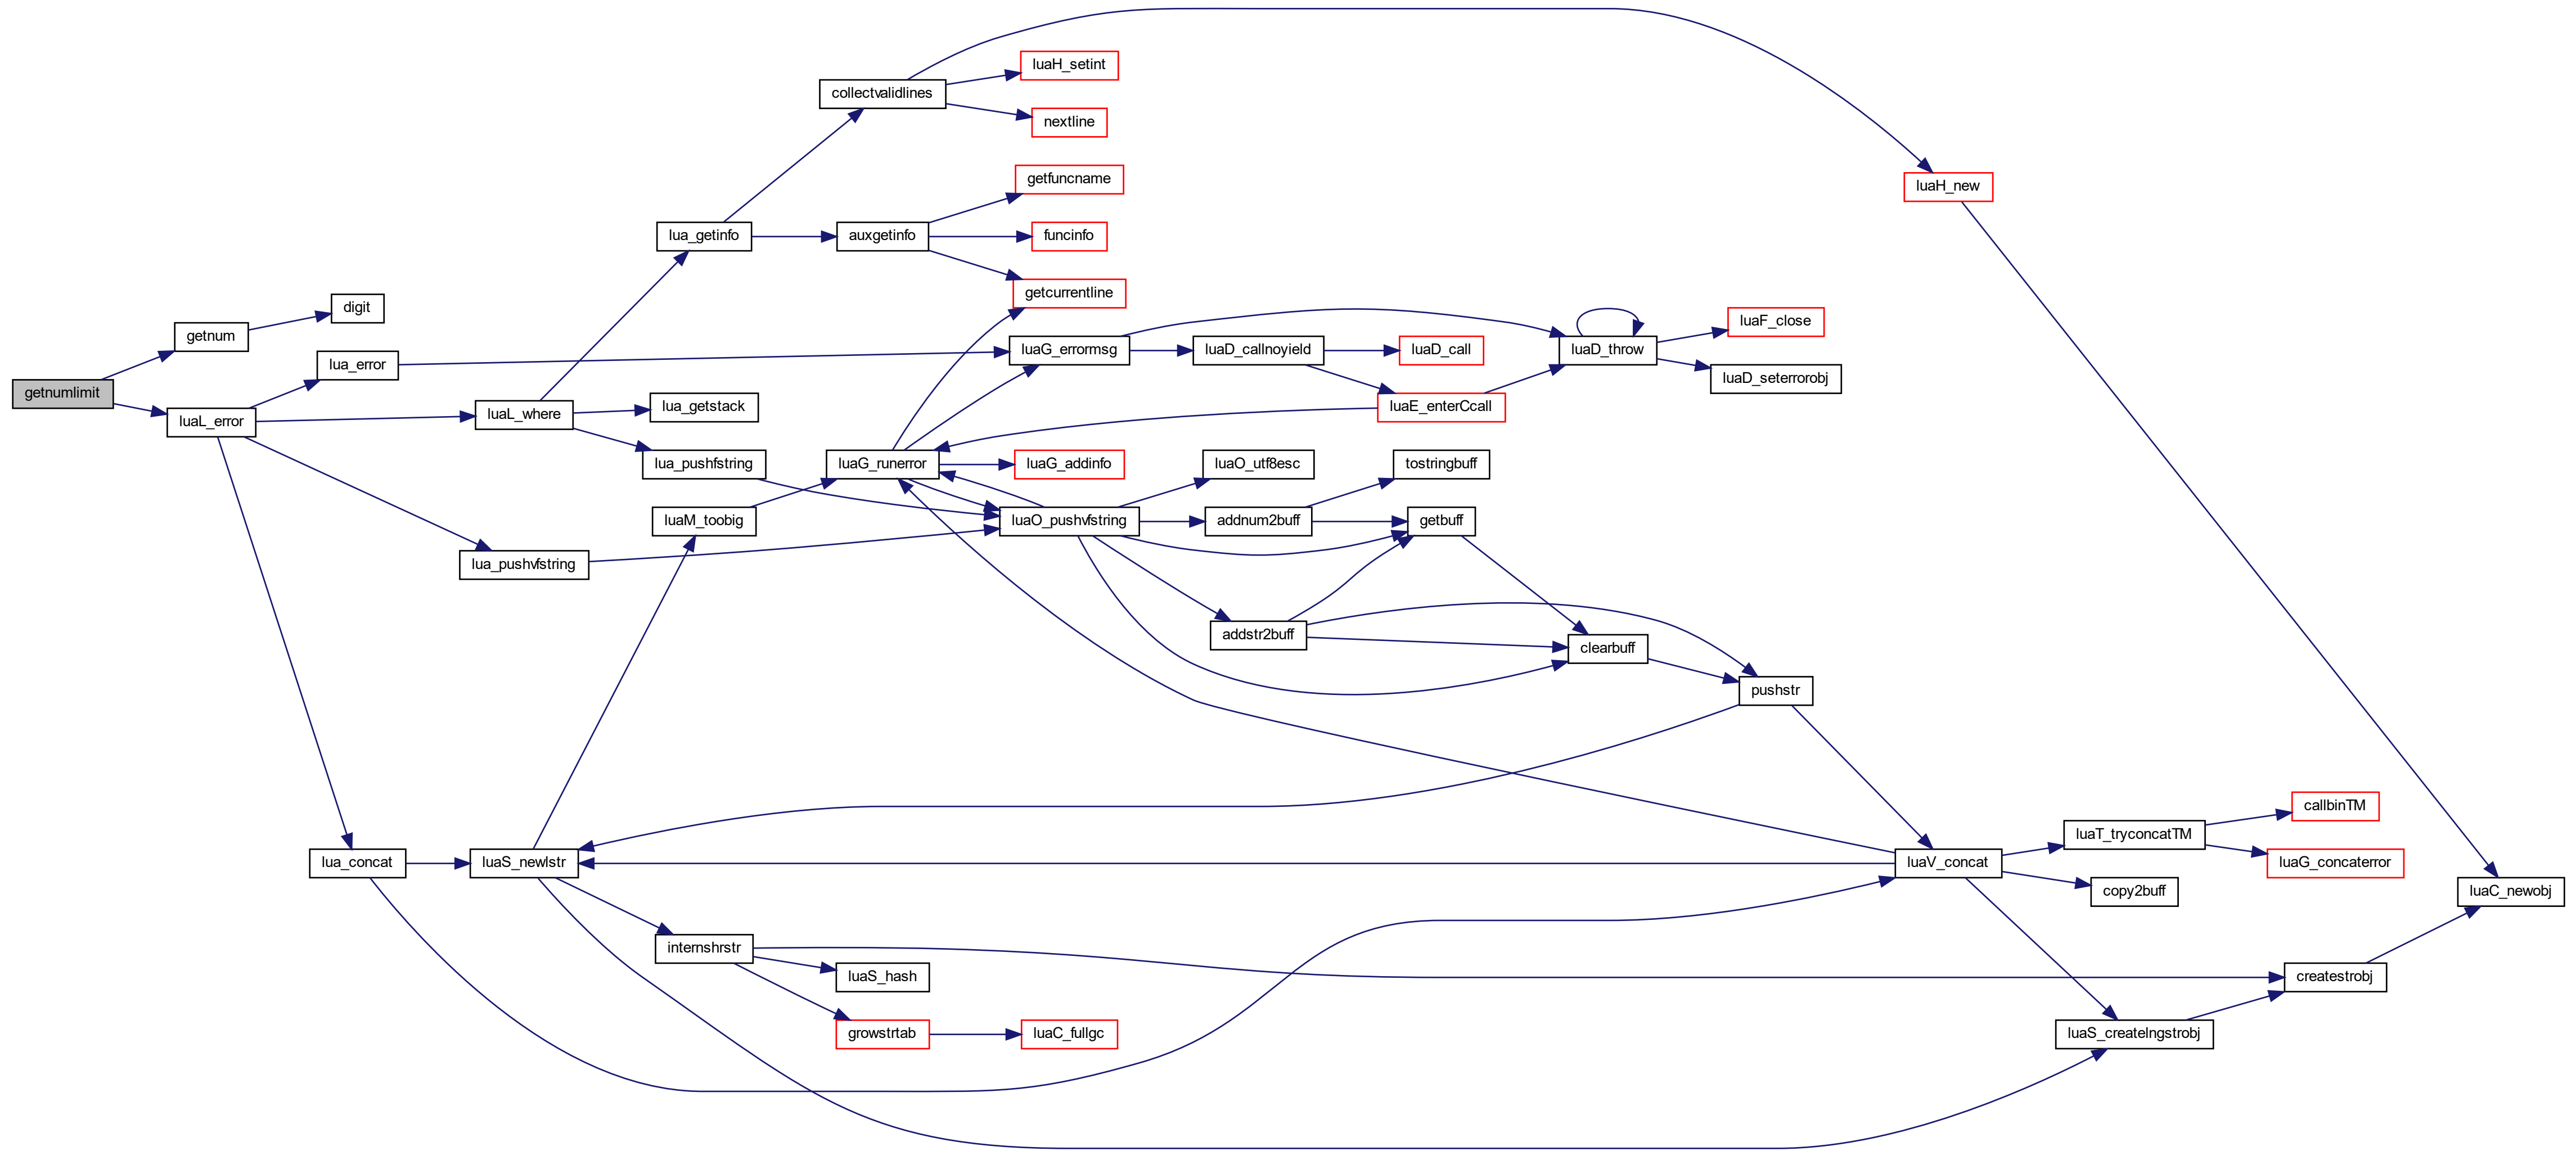 getnumlimit
getnum
digit
luaL_error
lua_error
luaL_where
lua_getinfo
collectvalidlines
luaH_setint
nextline
auxgetinfo
getfuncname
funcinfo
getcurrentline
lua_getstack
lua_pushfstring
lua_pushvfstring
lua_concat
luaS_newlstr
luaM_toobig
luaG_runerror
luaG_errormsg
luaD_callnoyield
luaD_call
luaE_enterCcall
luaD_throw
luaF_close
luaD_seterrorobj
luaG_addinfo
luaO_pushvfstring
luaO_utf8esc
addnum2buff
tostringbuff
getbuff
addstr2buff
clearbuff
pushstr
luaH_new
luaV_concat
luaT_tryconcatTM
callbinTM
luaG_concaterror
copy2buff
luaC_newobj
internshrstr
luaS_hash
growstrtab
luaC_fullgc
createstrobj
luaS_createlngstrobj